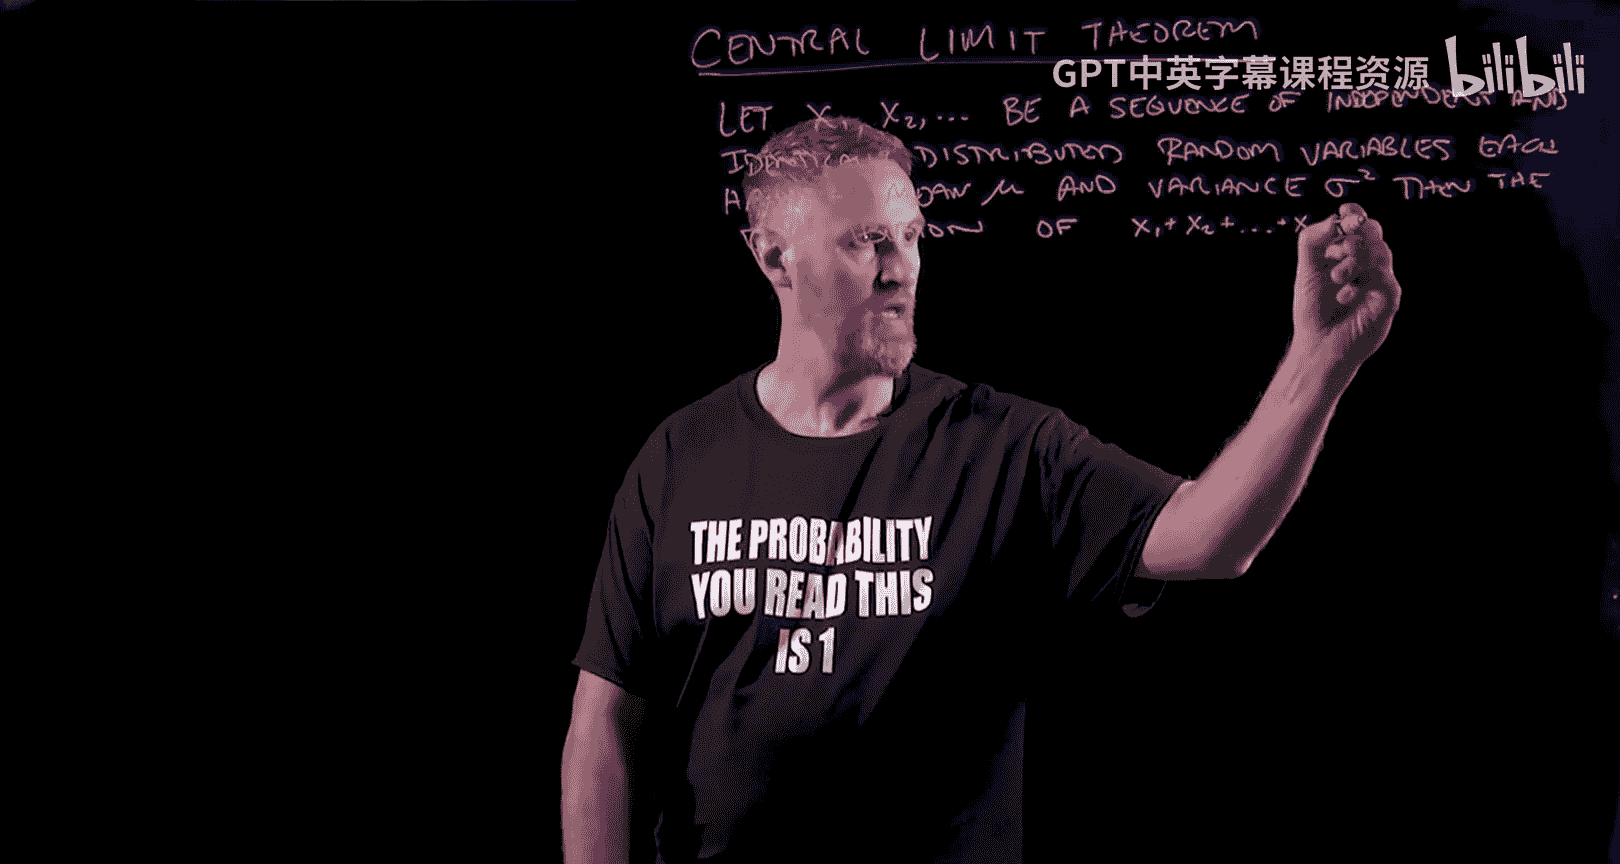 CENTRAL LIMIT THEOREM
GPT中英字幕课程资源 bilibili
LET X₁, X₂,... BE A SEQUENCE OF INDEPENDENT AND
DISTRIBUTED RANDOM VARIABLES EACH
MEAN μ AND VARIANCE σ² THEN THE
OF X₁+X₂+...+X
THE PROBABILITY
YOU READ THIS
IS 1